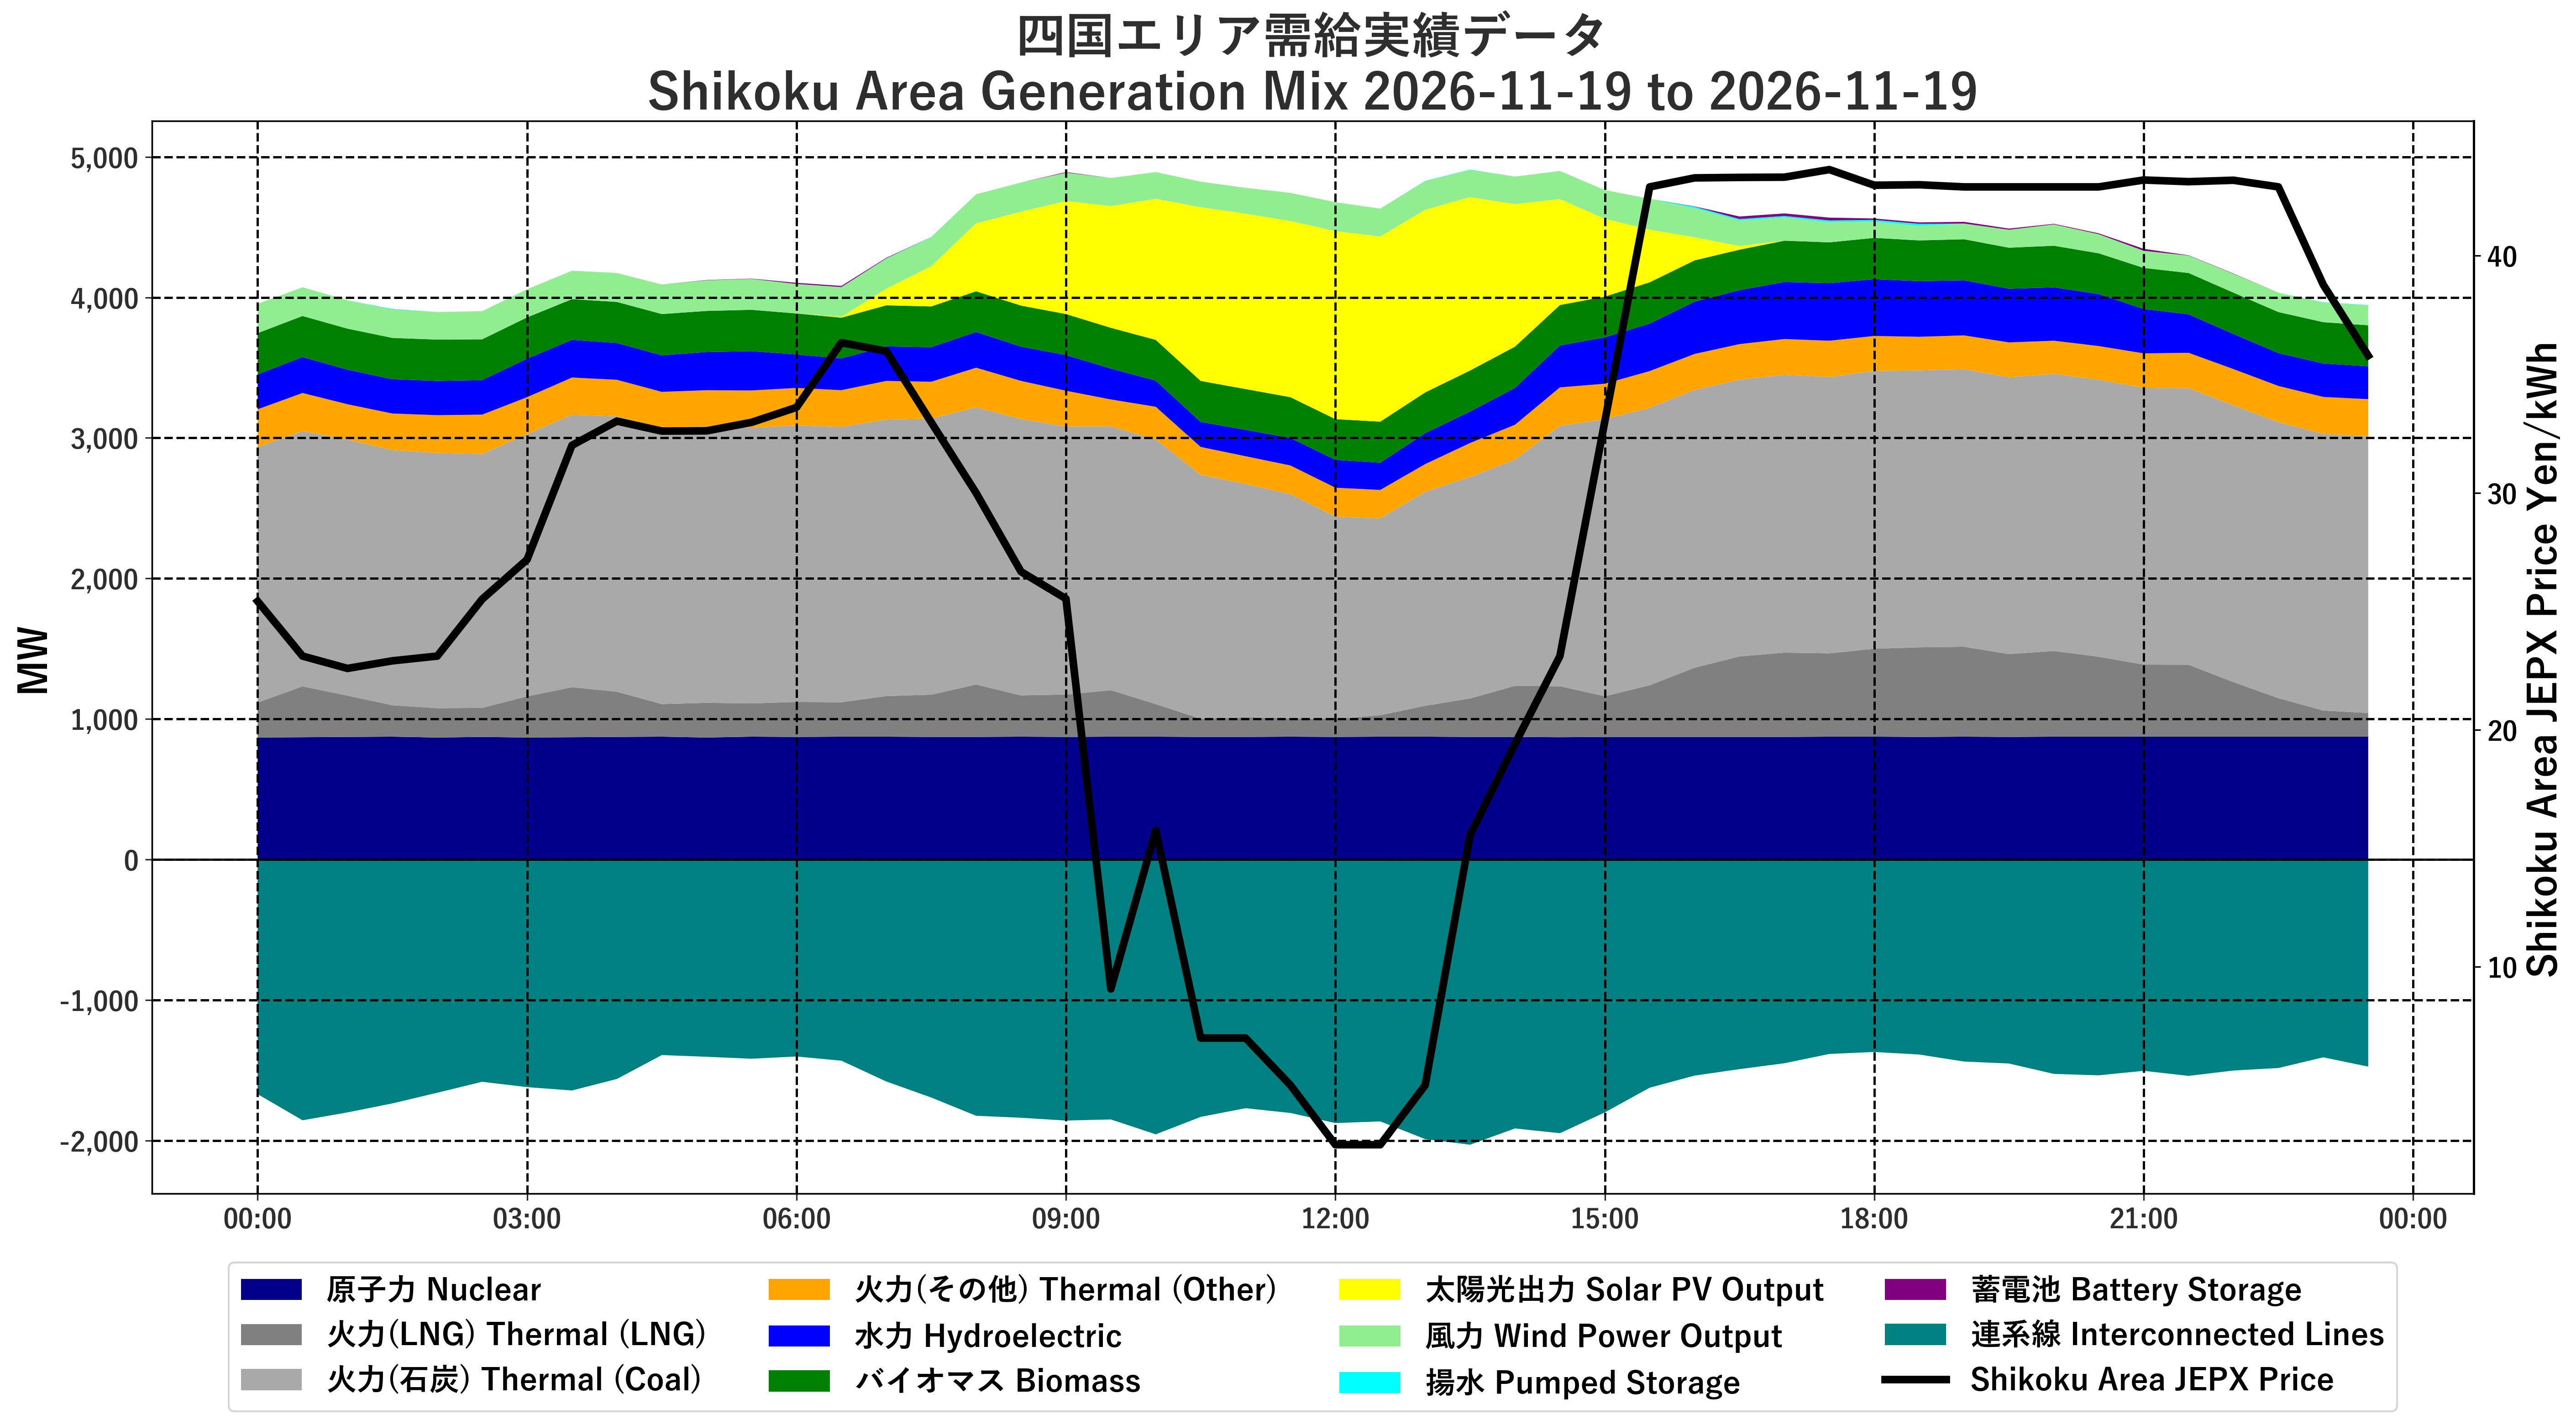 四国エリア需給実績データ
Shikoku Area Generation Mix 2026-11-19 to 2026-11-19
5,000
4,000
3,000
2,000
1,000
0
-1,000
-2,000
MW
40
30
20
10
Shikoku Area JEPX Price Yen/kWh
00:00
03:00
06:00
09:00
12:00
15:00
18:00
21:00
00:00
原子力 Nuclear
火力(LNG) Thermal (LNG)
火力(石炭) Thermal (Coal)
火力(その他) Thermal (Other)
水力 Hydroelectric
バイオマス Biomass
太陽光出力 Solar PV Output
風力 Wind Power Output
揚水 Pumped Storage
蓄電池 Battery Storage
連系線 Interconnected Lines
Shikoku Area JEPX Price